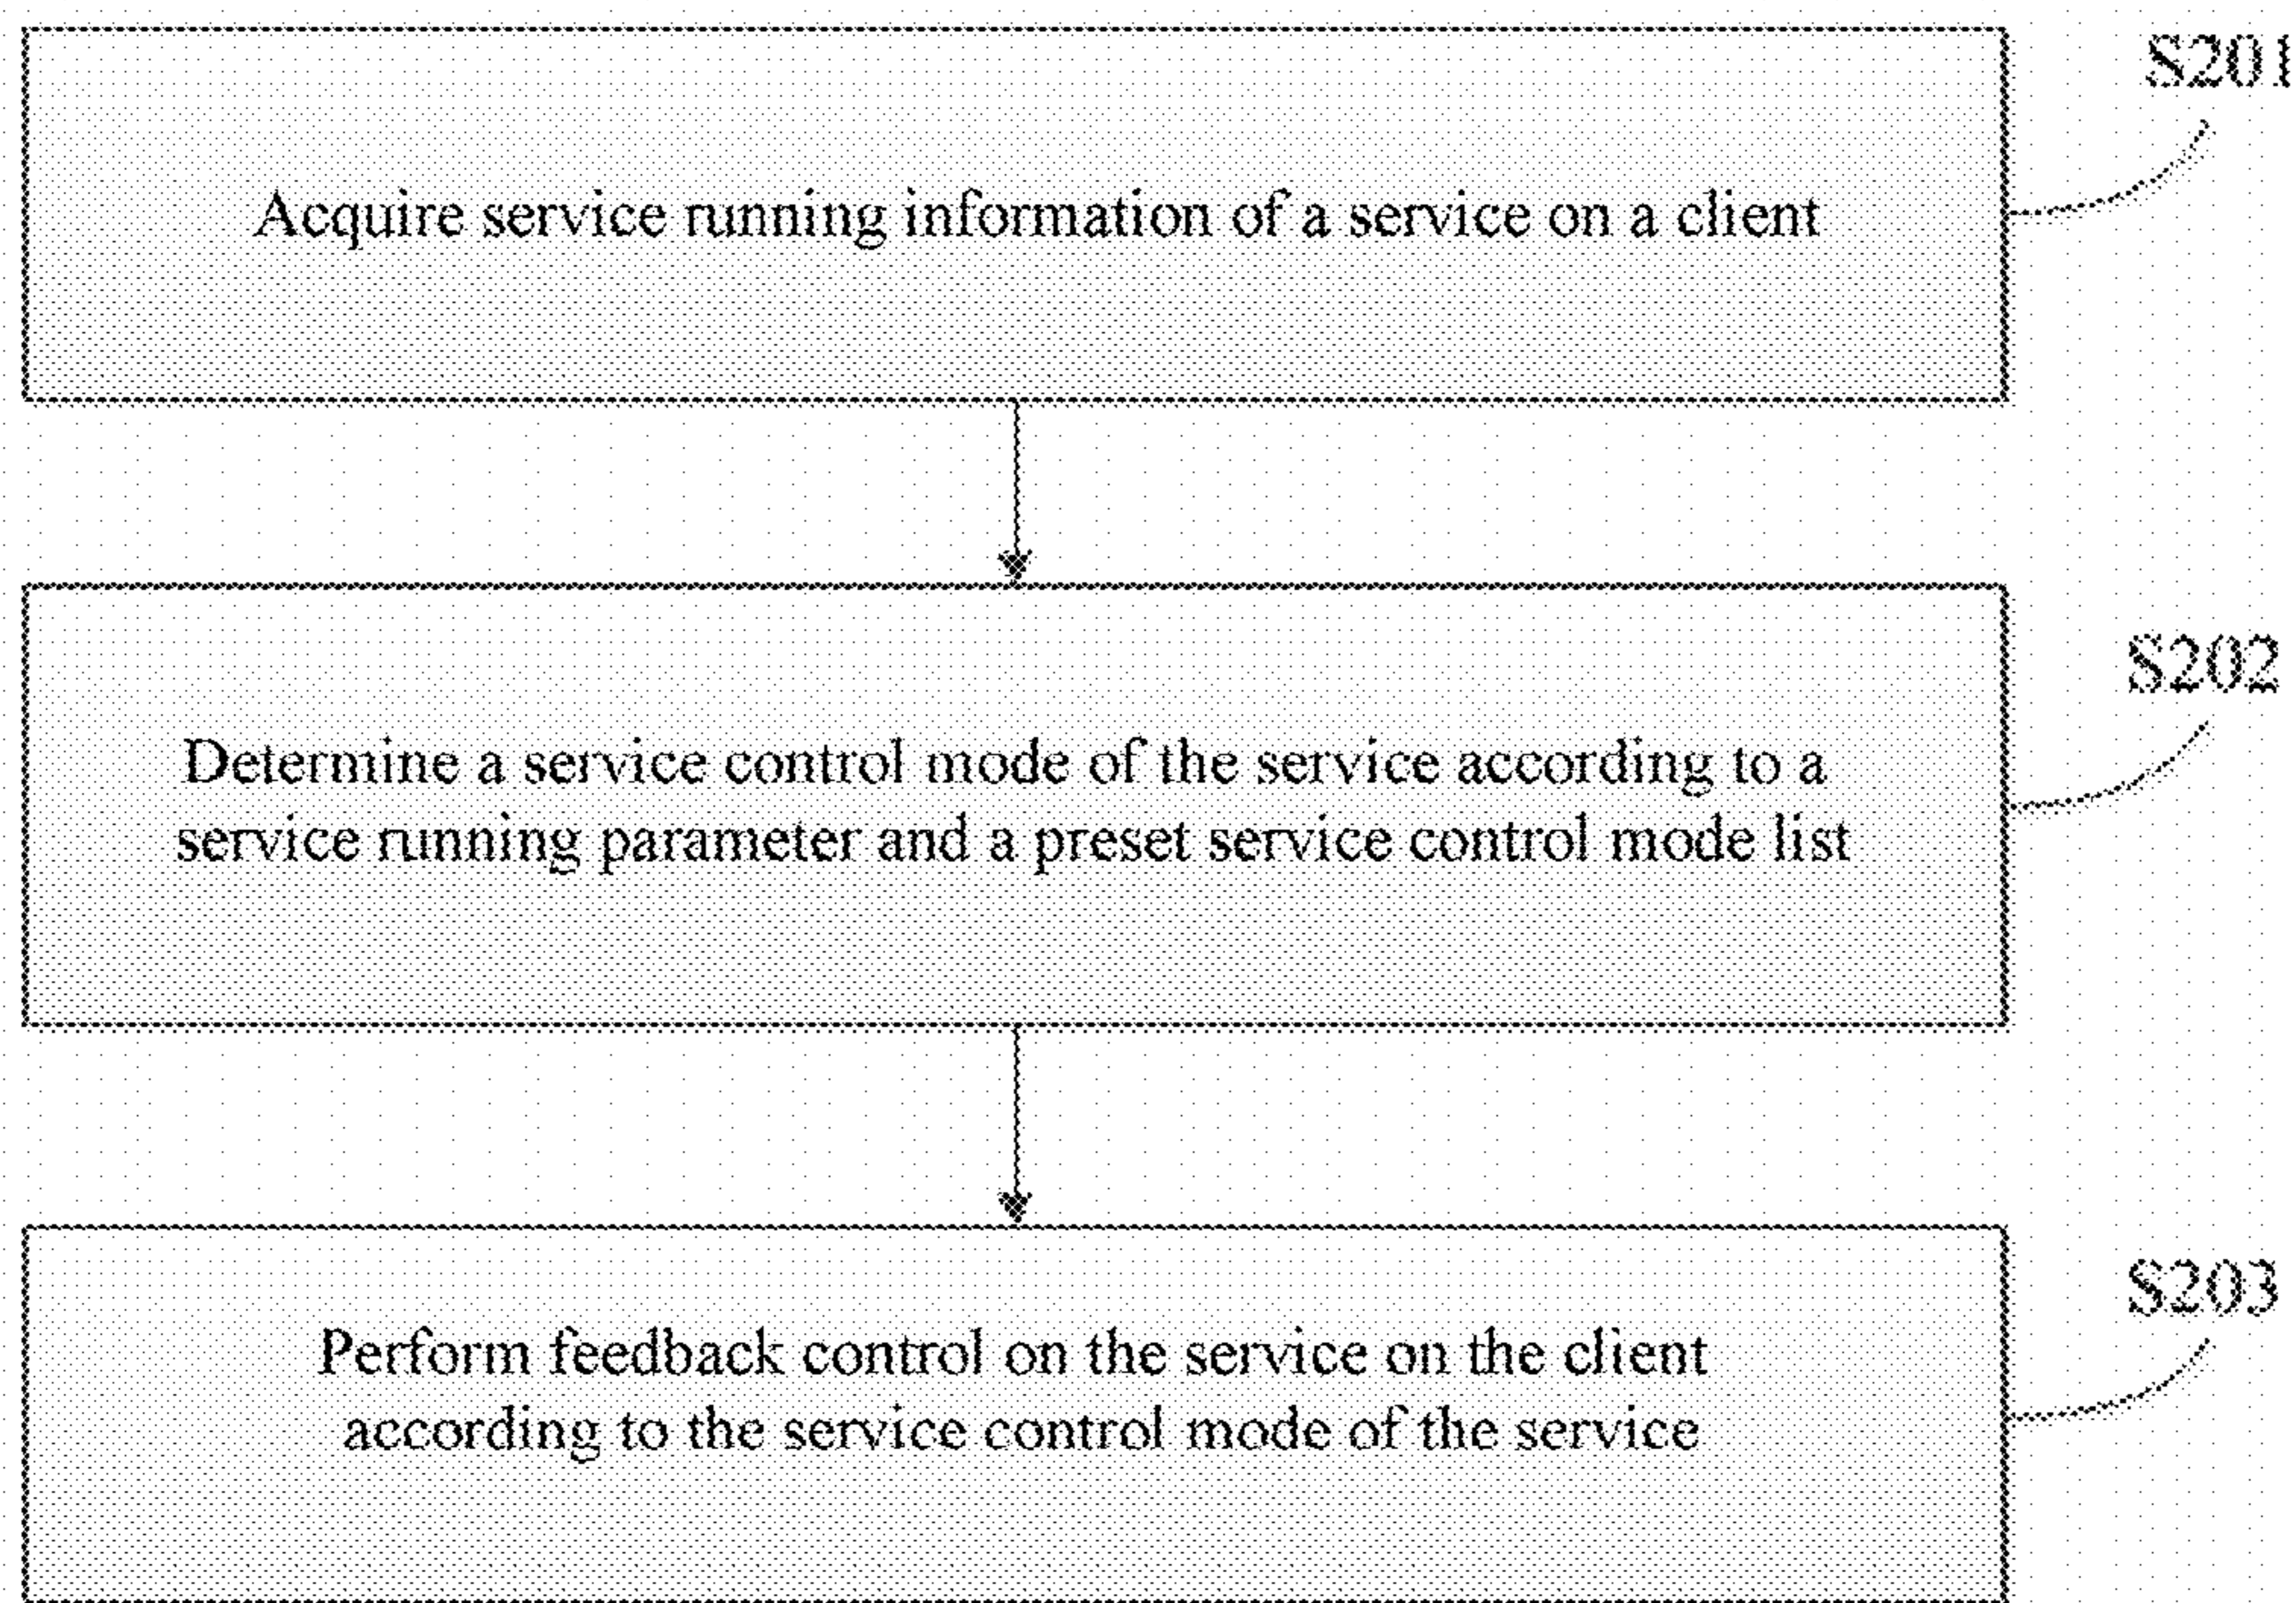 S201
Acquire service running information of a service on a client
S202
Determine a service control mode of the service according to a
service running parameter and a preset service control mode list
S203
Perform feedback control on the service on the client
according to the service control mode of the service